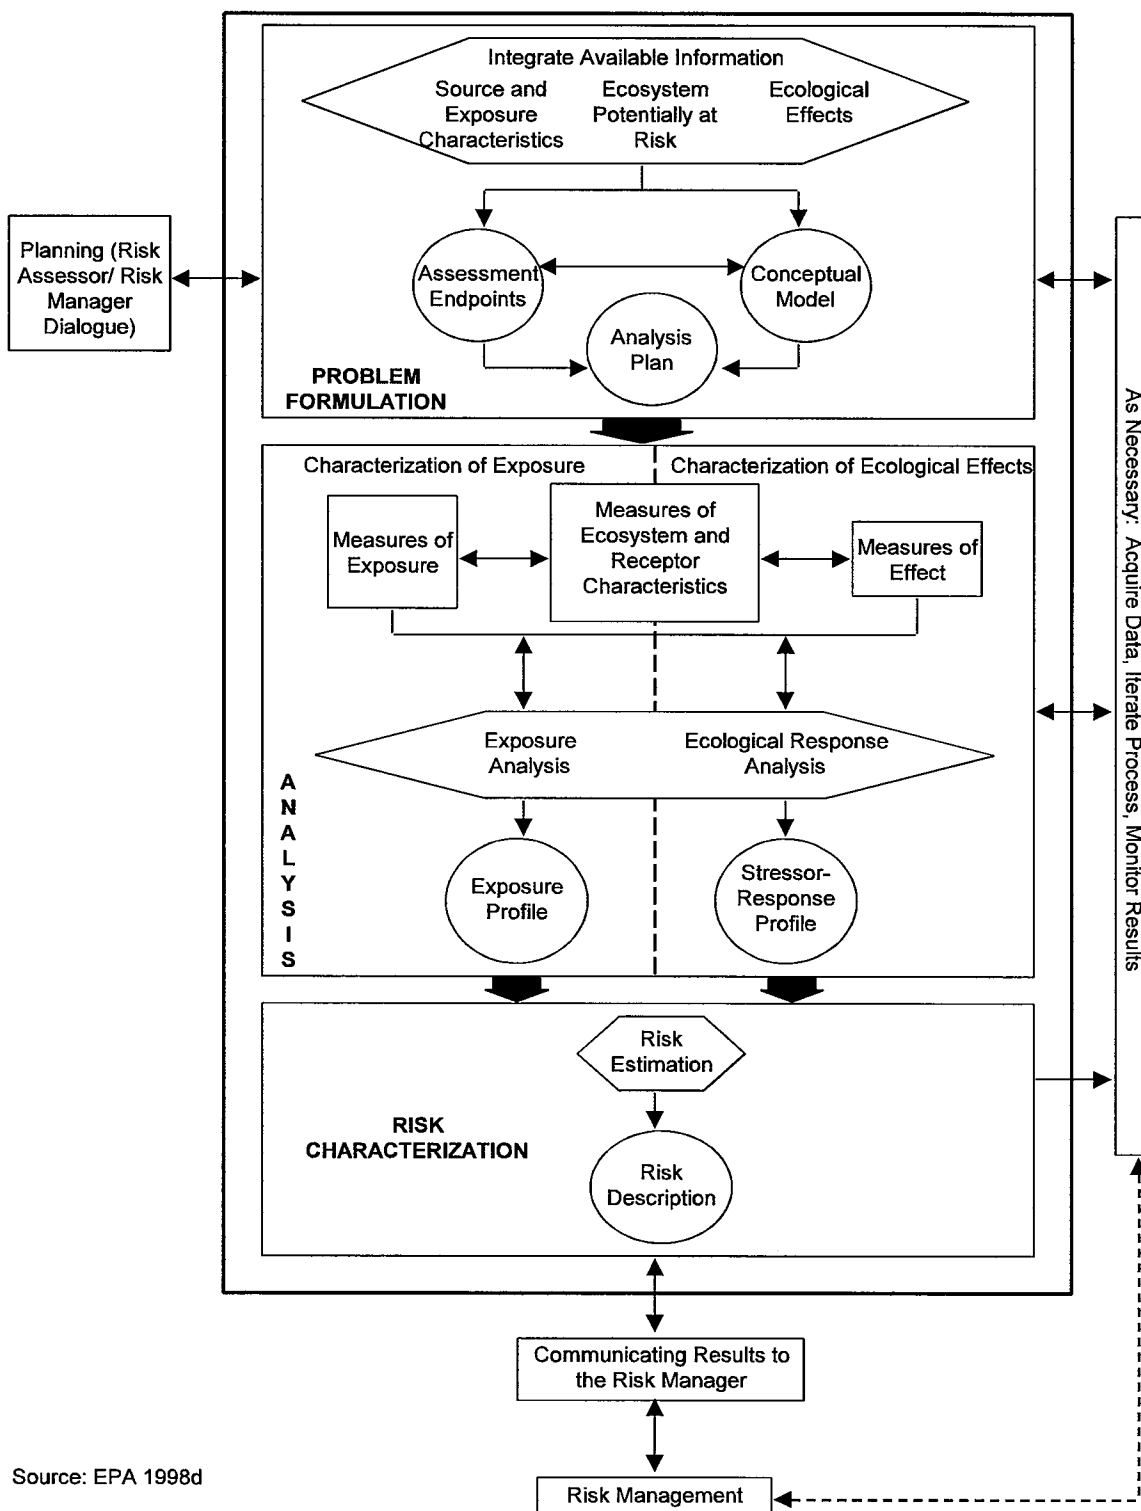 Integrate Available Information
Source and
Exposure
Characteristics
Ecosystem
Potentially at
Risk
Ecological
Effects
Planning (Risk
Assessor/ Risk
Manager
Dialogue)
Assessment
Endpoints
Conceptual
Model
Analysis
Plan
PROBLEM
FORMULATION
As Necessary: Acquire Data, Iterate Process, Monitor Results
Characterization of Exposure
Characterization of Ecological Effects
Measures of
Exposure
Measures of
Ecosystem and
Receptor
Characteristics
Measures of
Effect
Exposure
Analysis
Ecological Response
Analysis
ANALYSIS
Exposure
Profile
Stressor-
Response
Profile
Risk
Estimation
RISK
CHARACTERIZATION
Risk
Description
Communicating Results to
the Risk Manager
Source: EPA 1998d
Risk Management